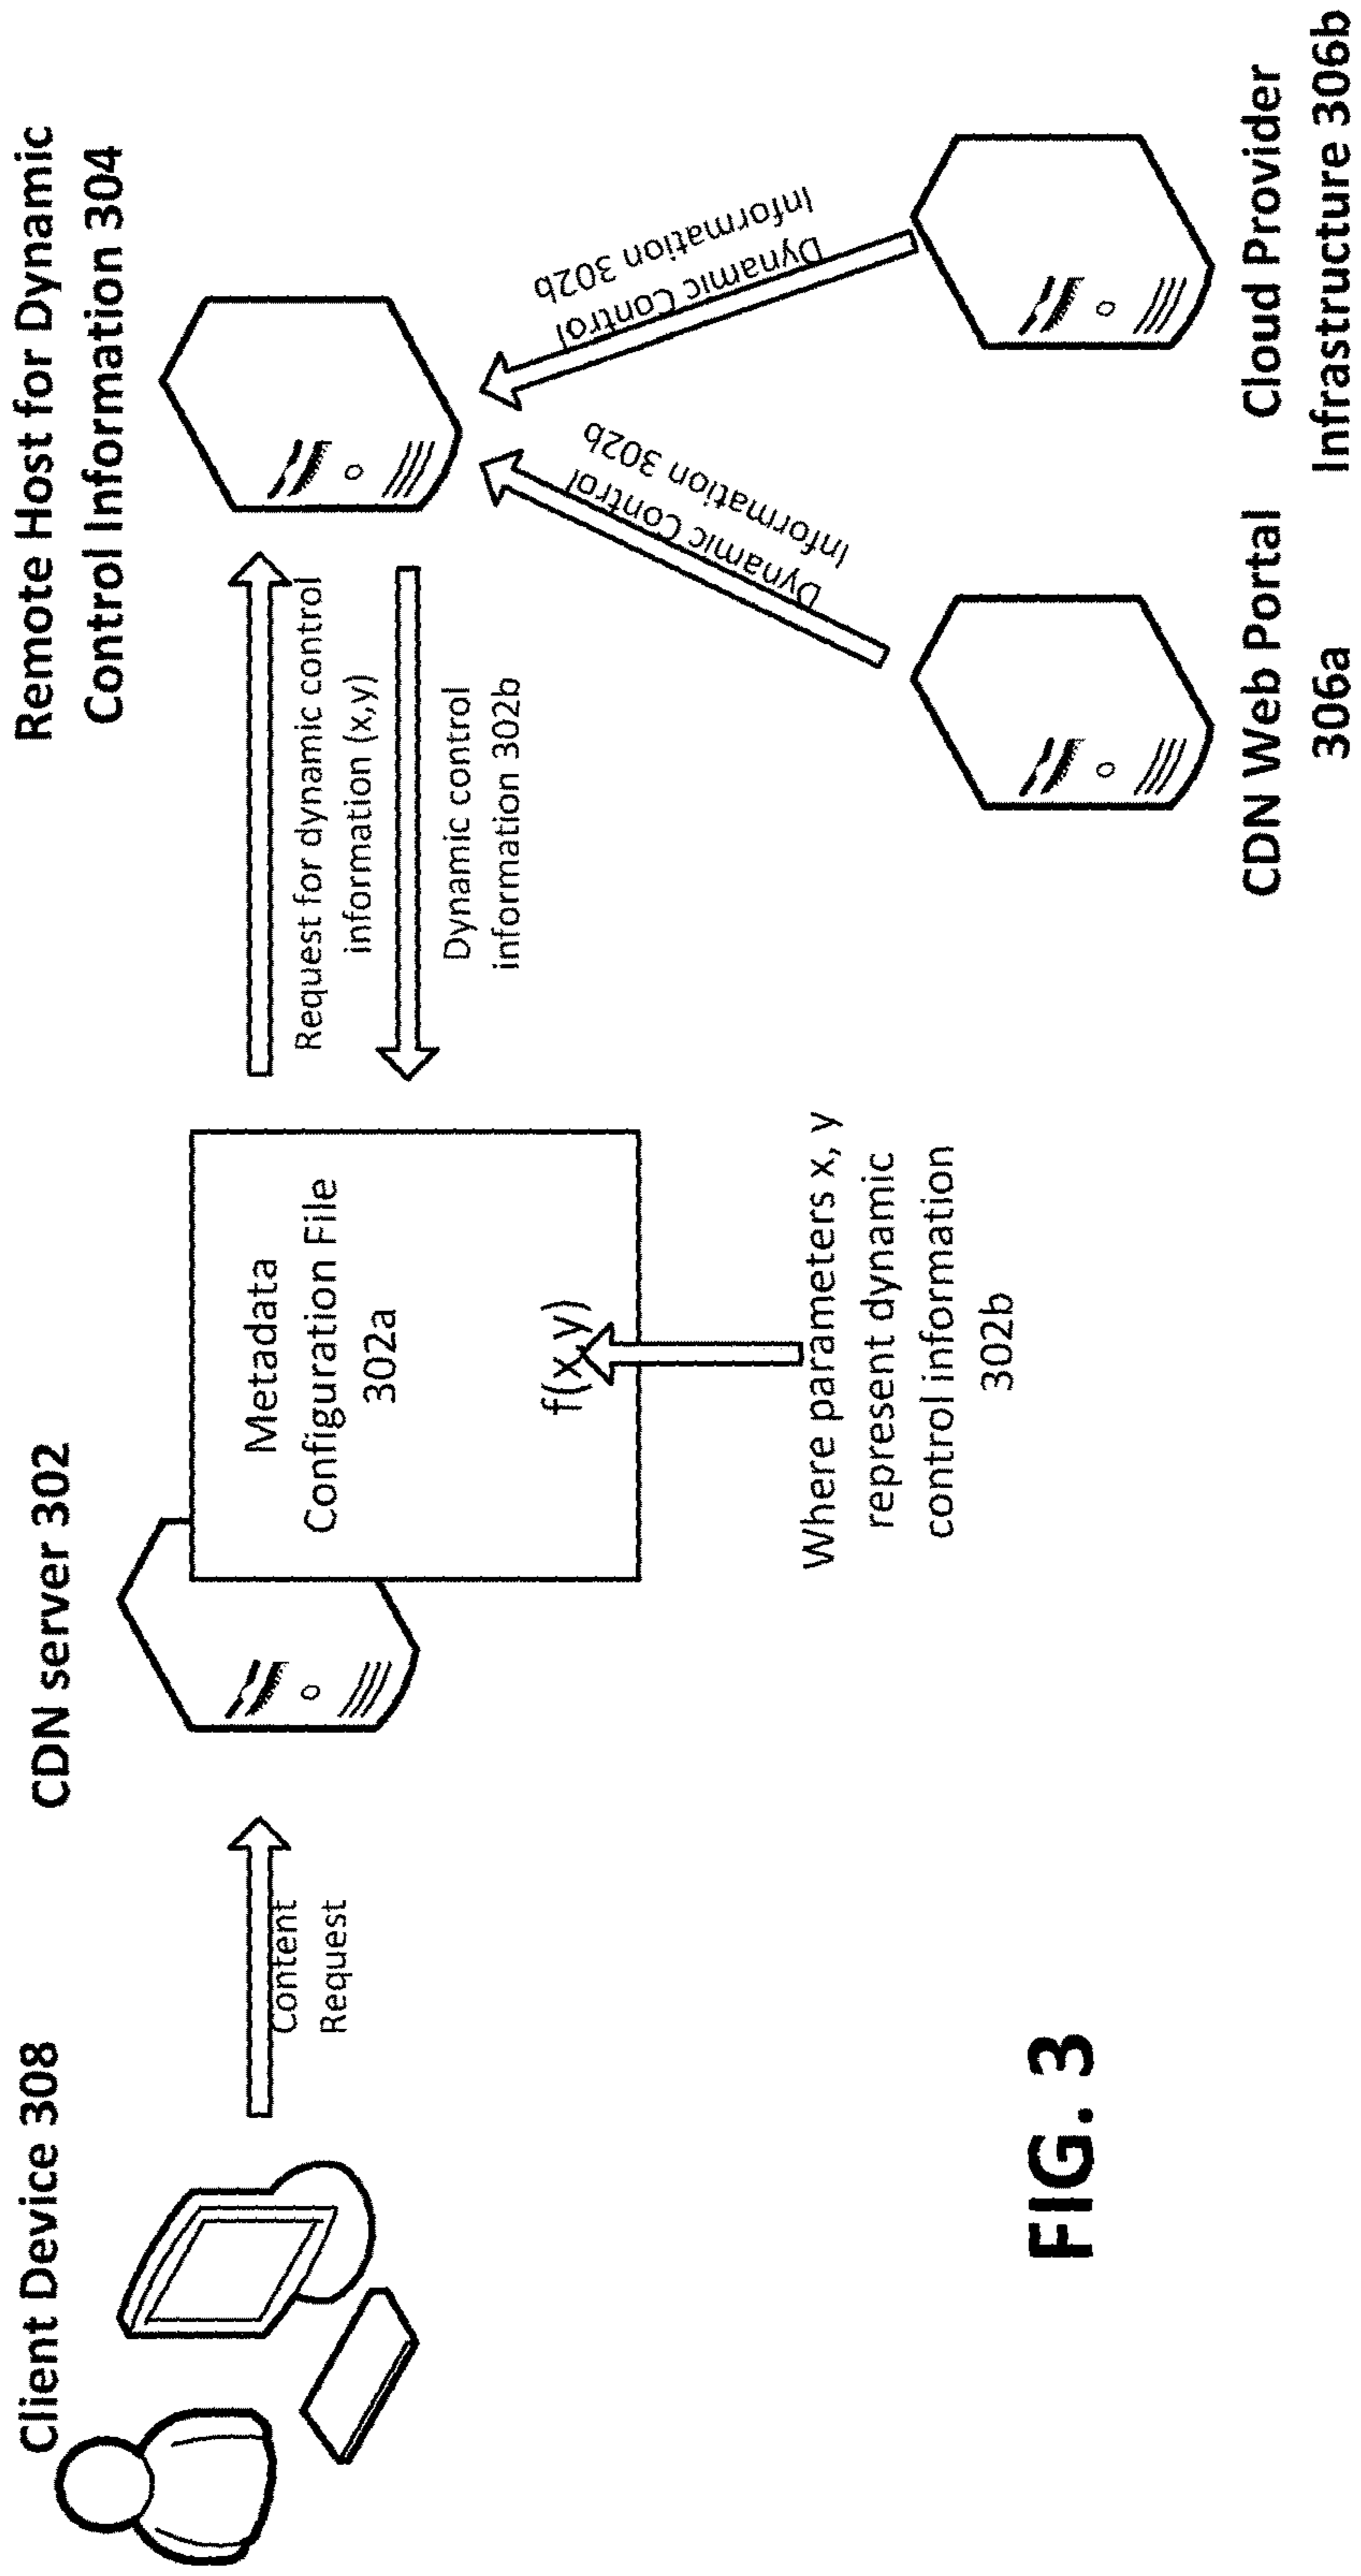 Client Device 308
Content
Request
CDN server 302
Metadata
Configuration File
302a
f(x,y)
Where parameters x, y
represent dynamic
control information
302b
Remote Host for Dynamic
Control Information 304
Request for dynamic control
information (x,y)
Dynamic control
information 302b
Dynamic Control
Information 302b
Dynamic Control
Information 302b
CDN Web Portal
306a
Cloud Provider
Infrastructure 306b
FIG. 3